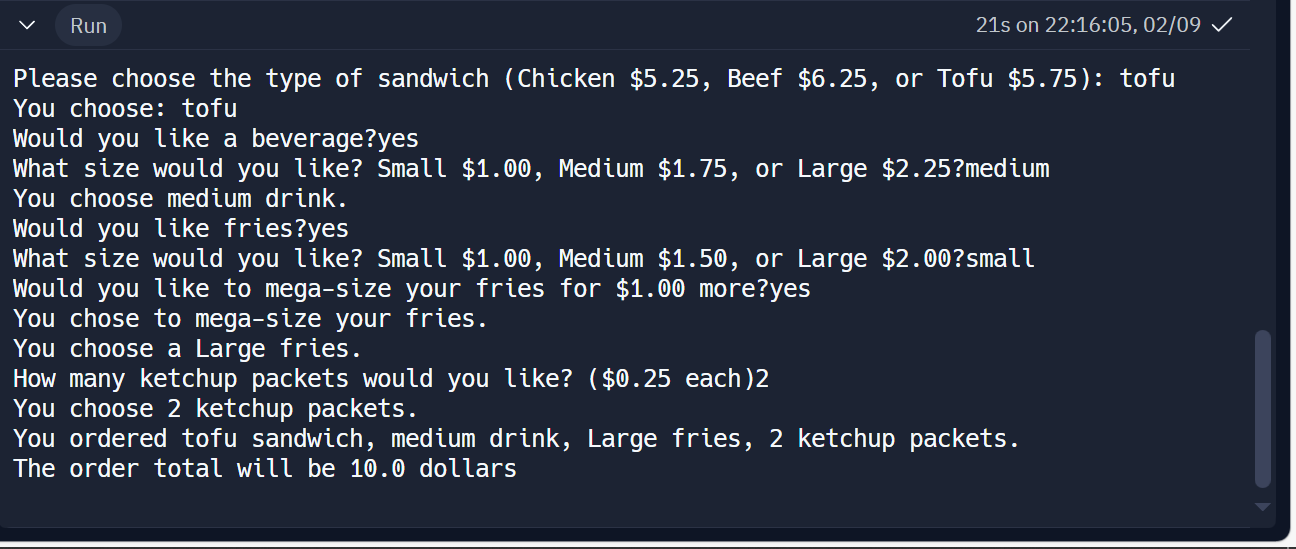 Run
21s on 22:16:05, 02/09
Please choose the type of sandwich (Chicken $5.25, Beef $6.25, or Tofu $5.75): tofu
You choose: tofu
Would you like a beverage?yes
What size would you like? Small $1.00, Medium $1.75, or Large $2.25?medium
You choose medium drink.
Would you like fries?yes
What size would you like? Small $1.00, Medium $1.50, or Large $2.00?small
Would you like to mega-size your fries for $1.00 more?yes
You chose to mega-size your fries.
You choose a Large fries.
How many ketchup packets would you like? ($0.25 each)2
You choose 2 ketchup packets.
You ordered tofu sandwich, medium drink, Large fries, 2 ketchup packets.
The order total will be 10.0 dollars